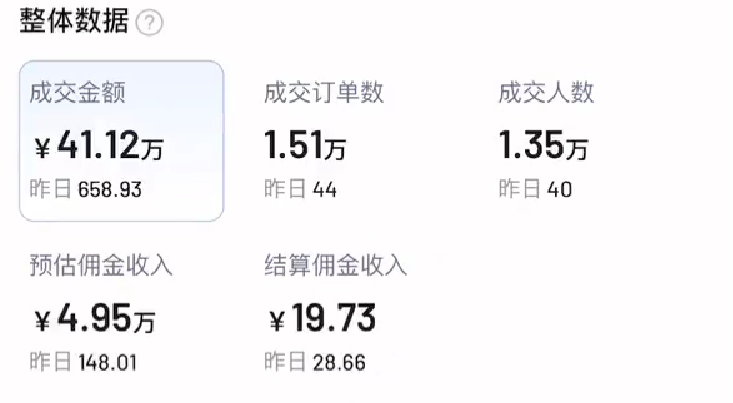 整体数据 ?
成交金额 成交订单数 成交人数
¥41.12万 1.51万 1.35万
昨日 658.93 昨日 44 昨日 40
预估佣金收入 结算佣金收入
¥4.95万 ¥19.73
昨日 148.01 昨日 28.66